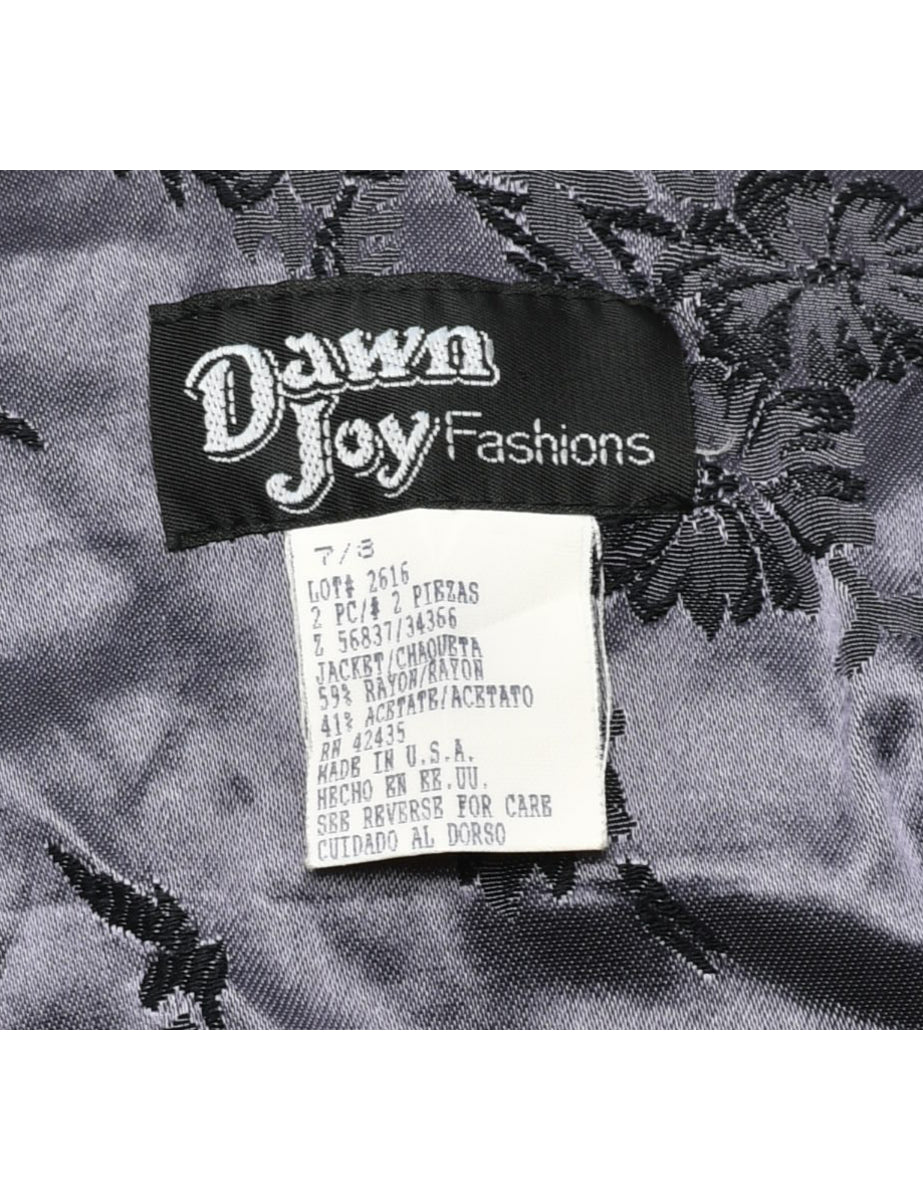 Dawn
Joy Fashions
7/8
LOT# 2616
2 PC/# 2 PIEZAS
Z 56837/34366
JACKET/CHAQUETA
59% RAYON/RAYON
41% ACETATE/ACETATO
RN 42435
MADE IN U.S.A.
HECHO EN EE.UU.
SEE REVERSE FOR CARE
CUIDADO AL DORSO